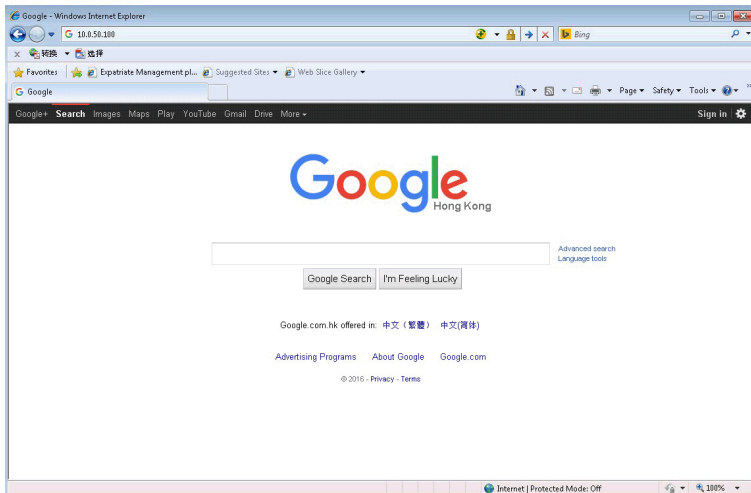 Google - Windows Internet Explorer
G 10.0.50.100 Bing
x 转换 选择
Favorites Expatriate Management pl... Suggested Sites Web Slice Gallery
G Google Page Safety Tools »
Google+ Search Images Maps Play YouTube Gmail Drive More Sign in
Google
Hong Kong
Advanced search
Language tools
Google Search I'm Feeling Lucky
Google.com.hk offered in: 中文（繁體） 中文(简体)
Advertising Programs About Google Google.com
© 2016 - Privacy - Terms
Internet | Protected Mode: Off 100%